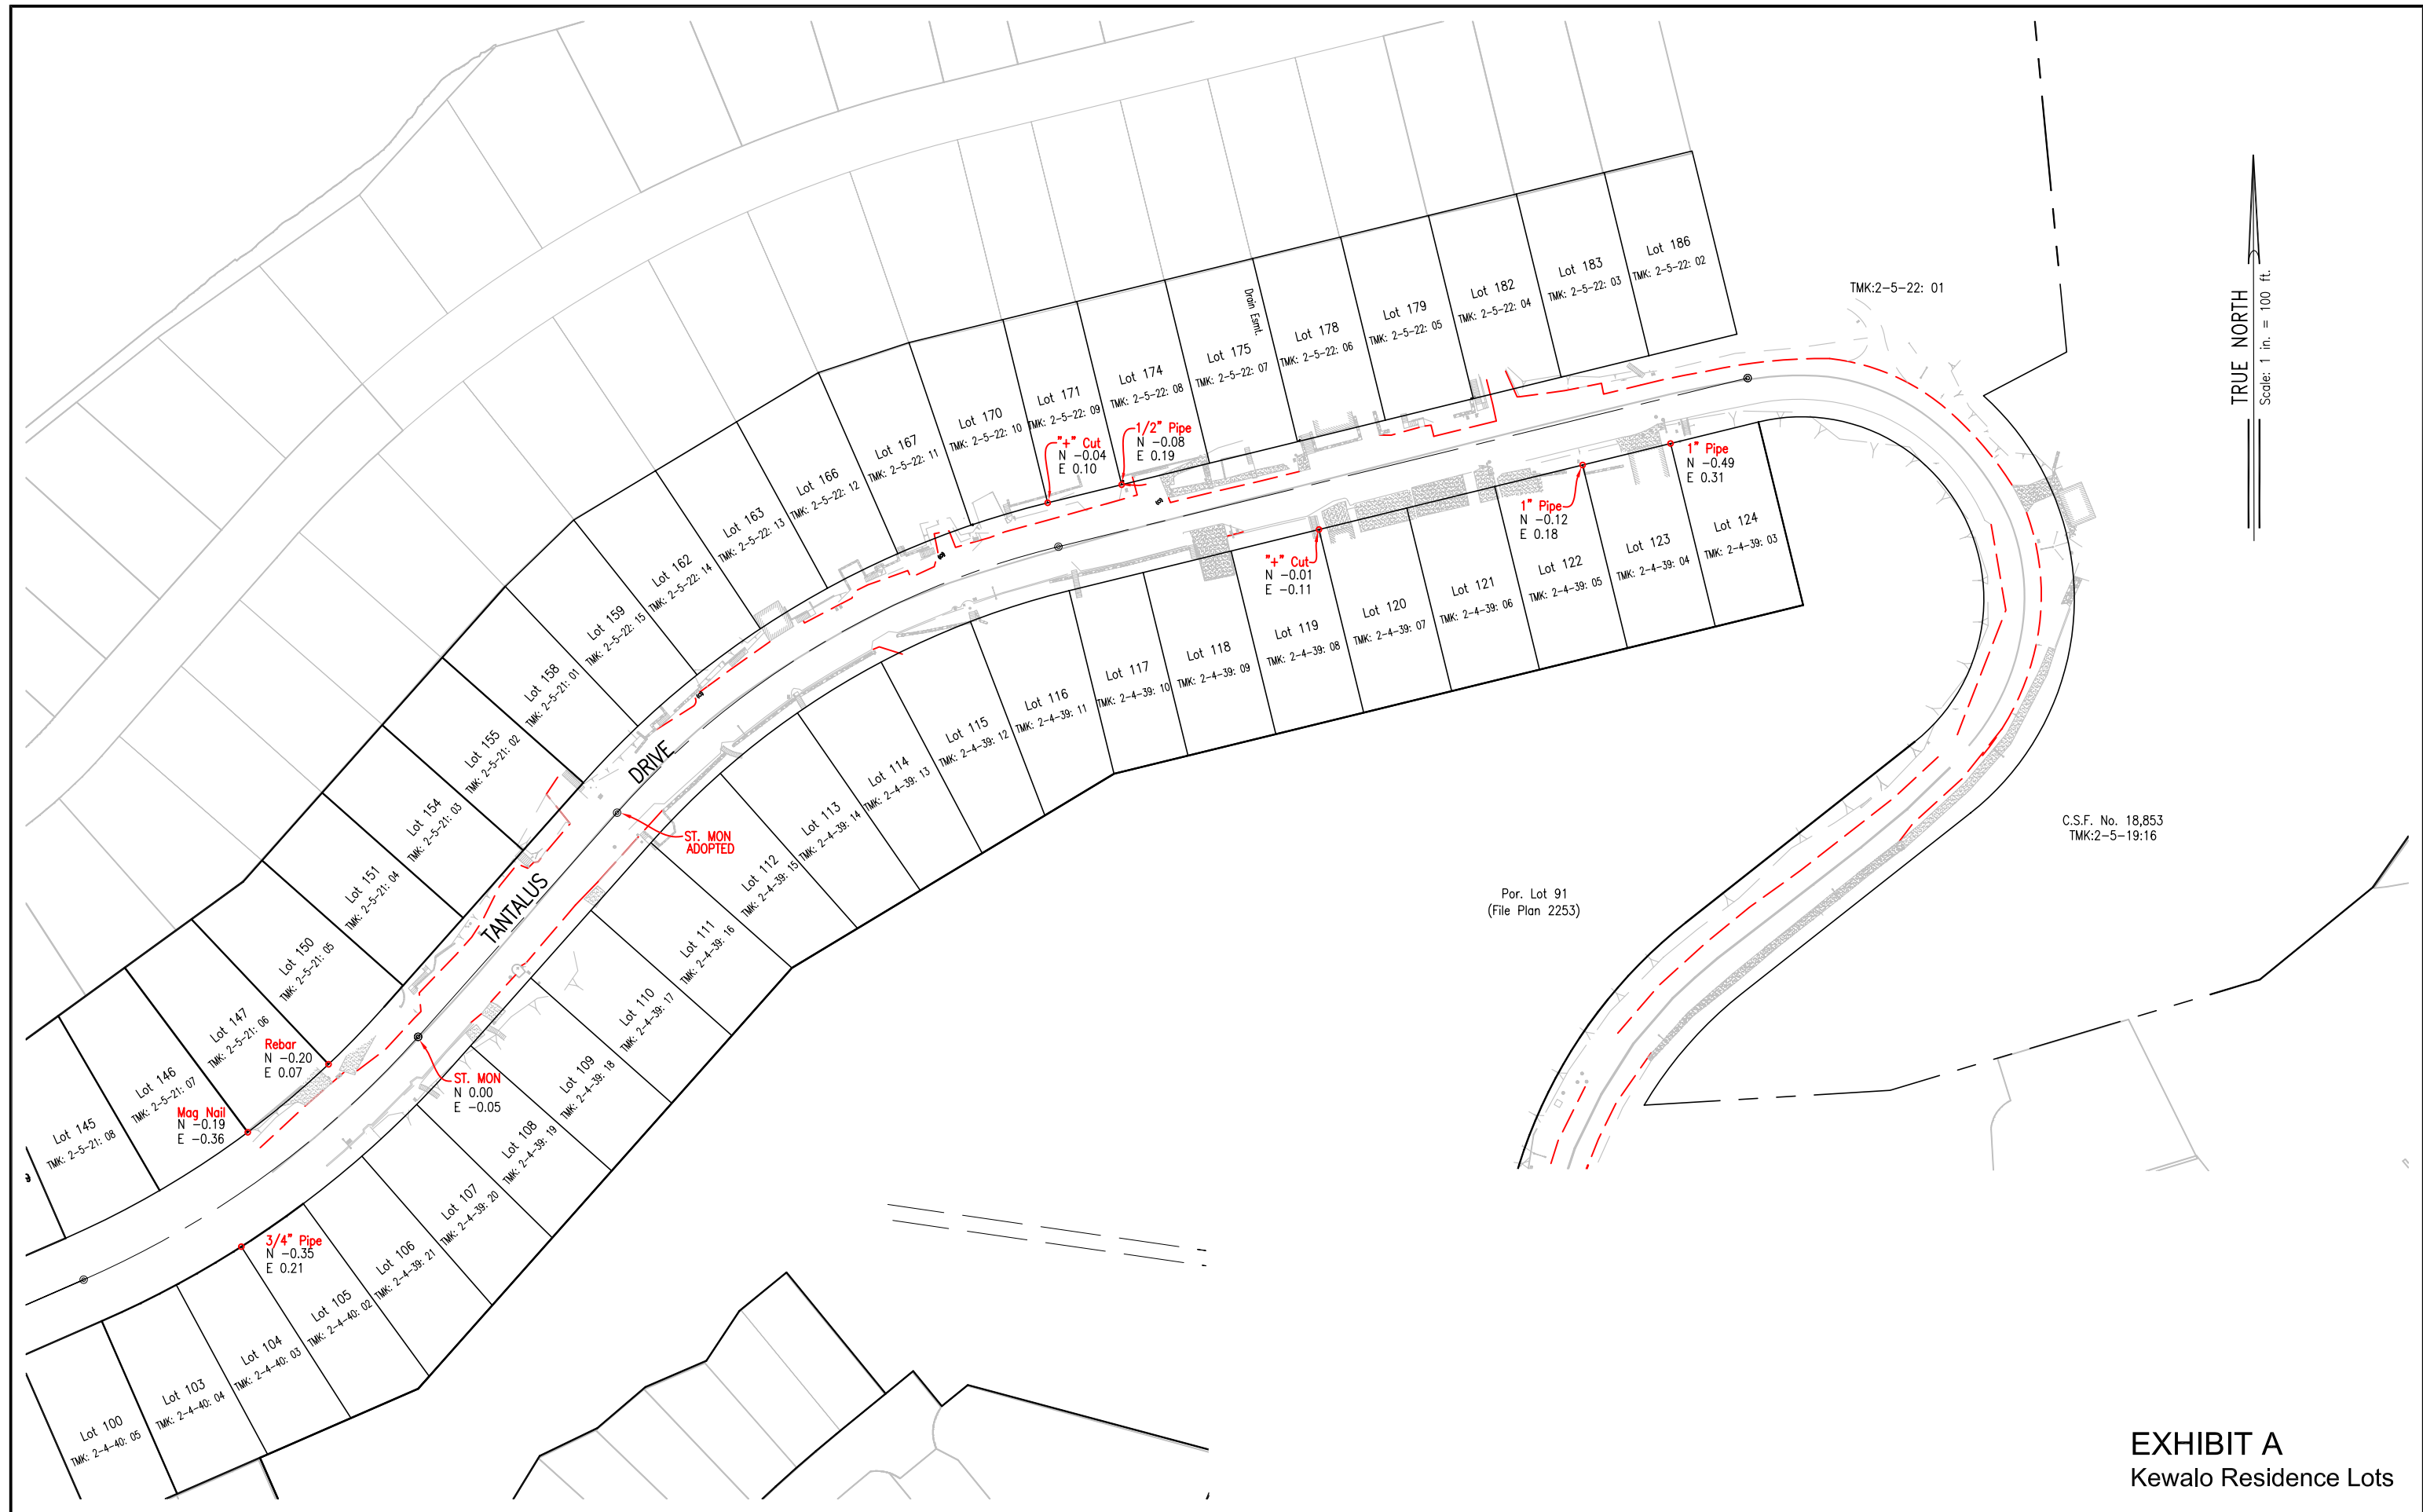 TRUE NORTH
Scale: 1 in. = 100 ft.
TMK:2-5-22: 01
Lot 186
TMK: 2-5-22: 02
Lot 183
TMK: 2-5-22: 03
Lot 182
TMK: 2-5-22: 04
Lot 179
TMK: 2-5-22: 05
Lot 178
TMK: 2-5-22: 06
Drain Esmt.
Lot 175
TMK: 2-5-22: 07
Lot 174
TMK: 2-5-22: 08
Lot 171
TMK: 2-5-22: 09
Lot 170
TMK: 2-5-22: 10
Lot 167
TMK: 2-5-22: 11
Lot 166
TMK: 2-5-22: 12
Lot 163
TMK: 2-5-22: 13
Lot 162
TMK: 2-5-22: 14
Lot 159
TMK: 2-5-22: 15
Lot 158
TMK: 2-5-21: 01
Lot 155
TMK: 2-5-21: 02
Lot 154
TMK: 2-5-21: 03
Lot 151
TMK: 2-5-21: 04
Lot 150
TMK: 2-5-21: 05
Lot 147
TMK: 2-5-21: 06
Lot 146
TMK: 2-5-21: 07
Lot 145
TMK: 2-5-21: 08
"+" Cut
N -0.04
E 0.10
1/2" Pipe
N -0.08
E 0.19
1" Pipe
N -0.49
E 0.31
1" Pipe
N -0.12
E 0.18
"+" Cut
N -0.01
E -0.11
TANTALUS DRIVE
ST. MON
ADOPTED
ST. MON
N 0.00
E -0.05
Rebar
N -0.20
E 0.07
Mag Nail
N -0.19
E -0.36
3/4" Pipe
N -0.35
E 0.21
Lot 124
TMK: 2-4-39: 03
Lot 123
TMK: 2-4-39: 04
Lot 122
TMK: 2-4-39: 05
Lot 121
TMK: 2-4-39: 06
Lot 120
TMK: 2-4-39: 07
Lot 119
TMK: 2-4-39: 08
Lot 118
TMK: 2-4-39: 09
Lot 117
TMK: 2-4-39: 10
Lot 116
TMK: 2-4-39: 11
Lot 115
TMK: 2-4-39: 12
Lot 114
TMK: 2-4-39: 13
Lot 113
TMK: 2-4-39: 14
Lot 112
TMK: 2-4-39: 15
Lot 111
TMK: 2-4-39: 16
Lot 110
TMK: 2-4-39: 17
Lot 109
TMK: 2-4-39: 18
Lot 108
TMK: 2-4-39: 19
Lot 107
TMK: 2-4-39: 20
Lot 106
TMK: 2-4-39: 21
Lot 105
TMK: 2-4-40: 02
Lot 104
TMK: 2-4-40: 03
Lot 103
TMK: 2-4-40: 04
Lot 100
TMK: 2-4-40: 05
C.S.F. No. 18,853
TMK:2-5-19:16
Por. Lot 91
(File Plan 2253)
EXHIBIT A
Kewalo Residence Lots